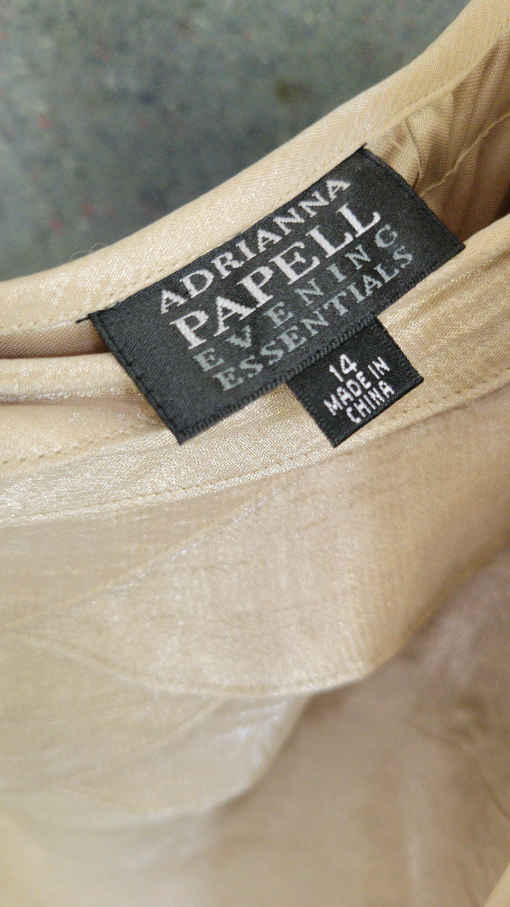 ADRIANNA
PAPELL
EVENING
ESSENTIALS
14
MADE IN
CHINA